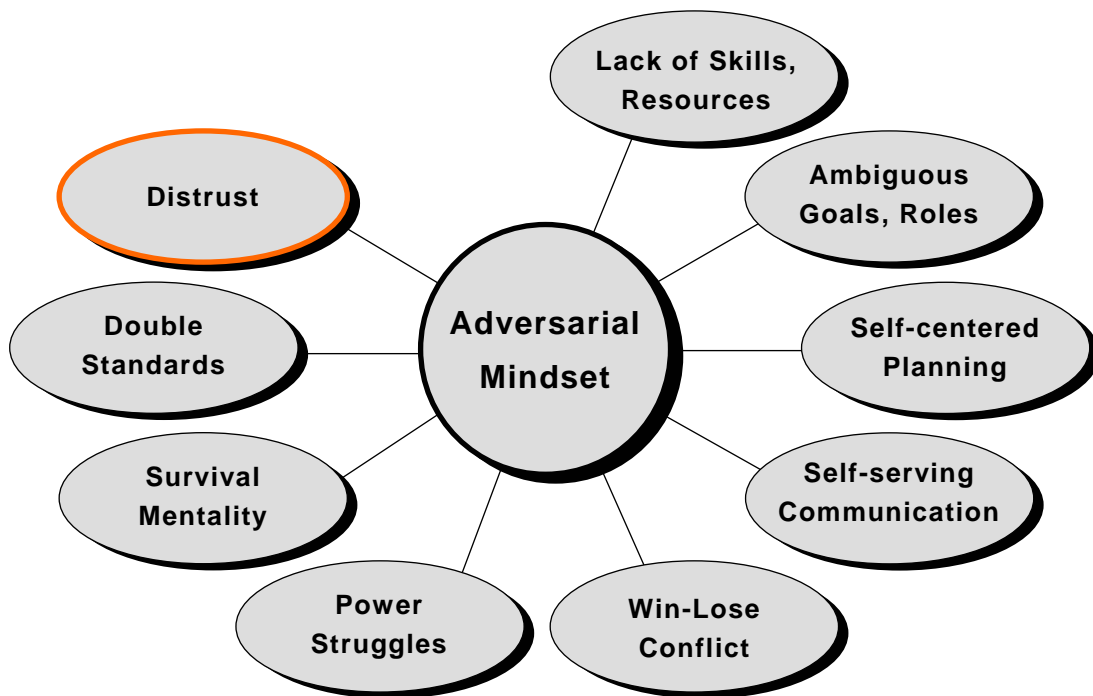 Lack of Skills,
Resources
Ambiguous
Goals, Roles
Distrust
Adversarial
Mindset
Double
Standards
Self-centered
Planning
Survival
Mentality
Self-serving
Communication
Power
Struggles
Win-Lose
Conflict